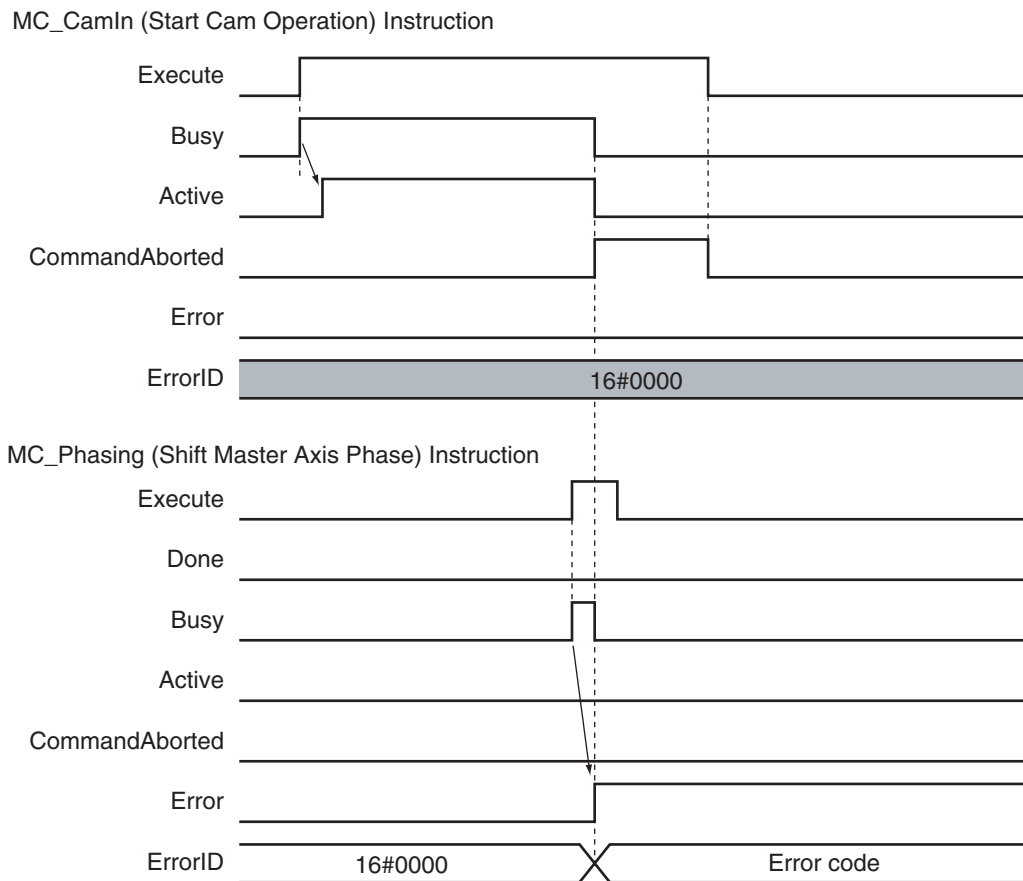 MC_CamIn (Start Cam Operation) Instruction
Execute
Busy
Active
CommandAborted
Error
ErrorID
16#0000
MC_Phasing (Shift Master Axis Phase) Instruction
Execute
Done
Busy
Active
CommandAborted
Error
ErrorID
16#0000
Error code